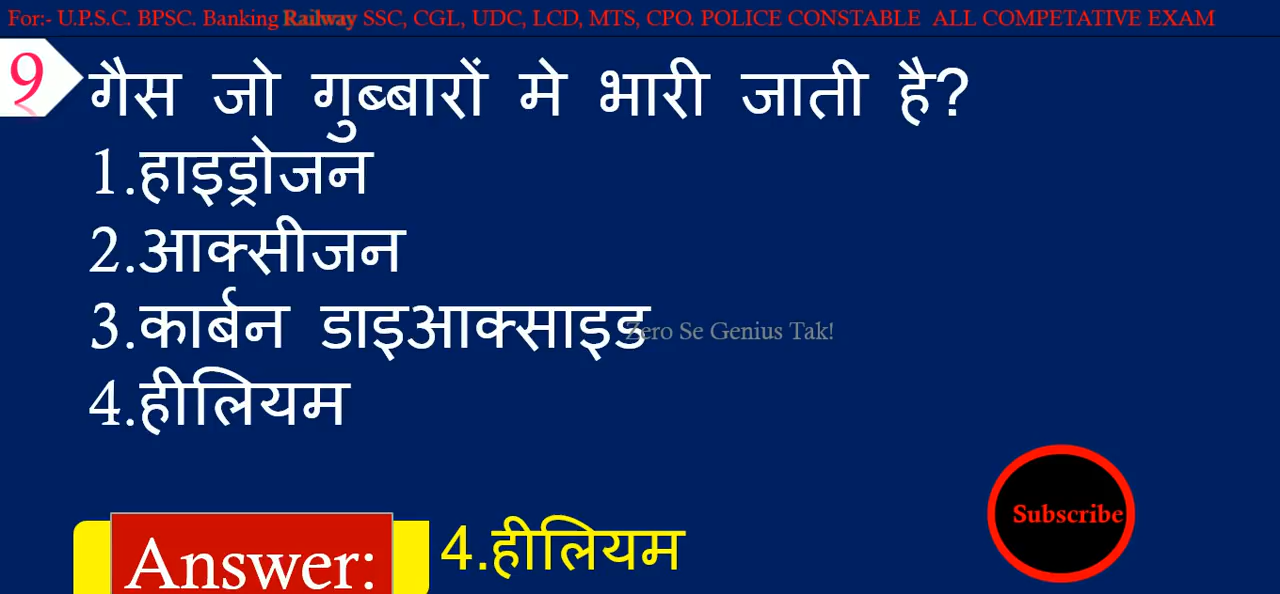 For:- U.P.S.C. BPSC. Banking Railway SSC, CGL, UDC, LCD, MTS, CPO. POLICE CONSTABLE ALL COMPETATIVE EXAM
9
गैस जो गुब्बारों मे भारी जाती है?
1.हाइड्रोजन
2.आक्सीजन
3.कार्बन डाइआक्साइड
Zero Se Genius Tak!
4.हीलियम
Subscribe
Answer: 4.हीलियम